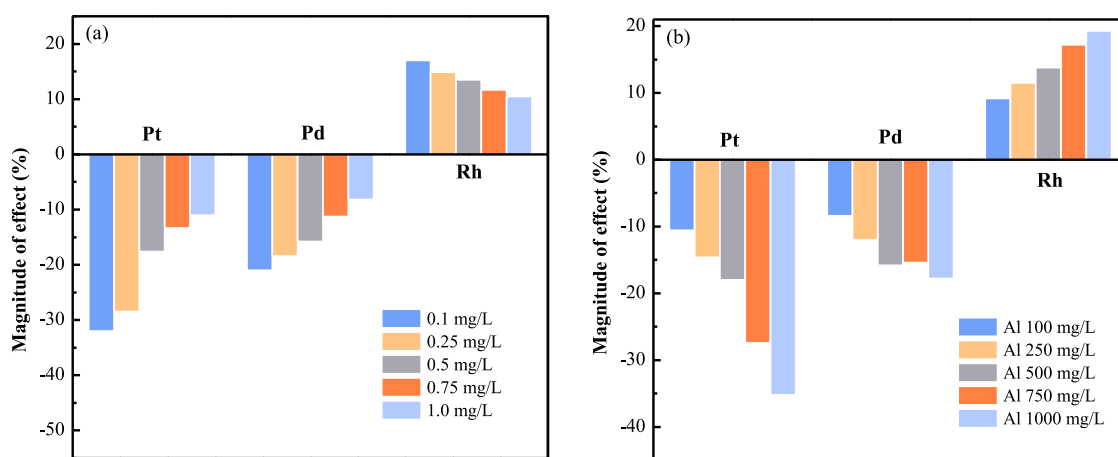 (a)
Magnitude of effect (%)
20
10
0
-10
-20
-30
-40
-50
Pt
Pd
Rh
0.1 mg/L
0.25 mg/L
0.5 mg/L
0.75 mg/L
1.0 mg/L
(b)
Magnitude of effect (%)
20
10
0
-10
-20
-30
-40
Pt
Pd
Rh
Al 100 mg/L
Al 250 mg/L
Al 500 mg/L
Al 750 mg/L
Al 1000 mg/L